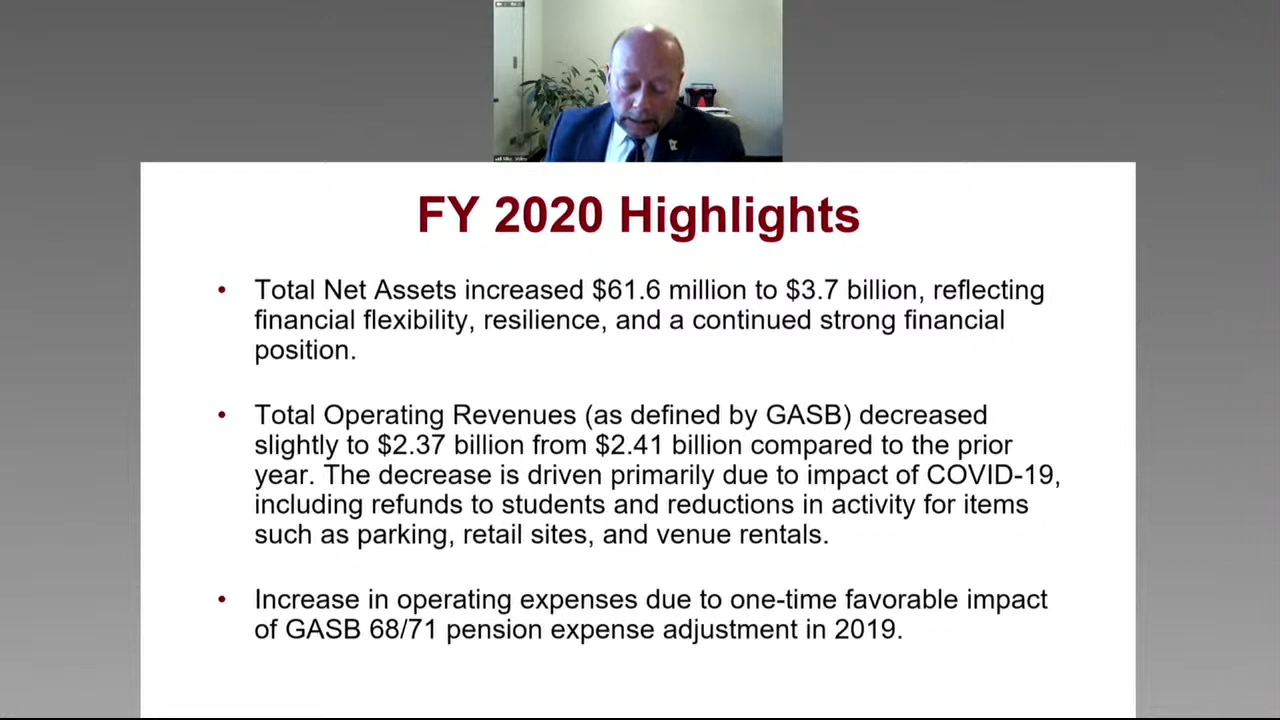 FY 2020 Highlights
• Total Net Assets increased $61.6 million to $3.7 billion, reflecting
financial flexibility, resilience, and a continued strong financial
position.
• Total Operating Revenues (as defined by GASB) decreased
slightly to $2.37 billion from $2.41 billion compared to the prior
year. The decrease is driven primarily due to impact of COVID-19,
including refunds to students and reductions in activity for items
such as parking, retail sites, and venue rentals.
• Increase in operating expenses due to one-time favorable impact
of GASB 68/71 pension expense adjustment in 2019.